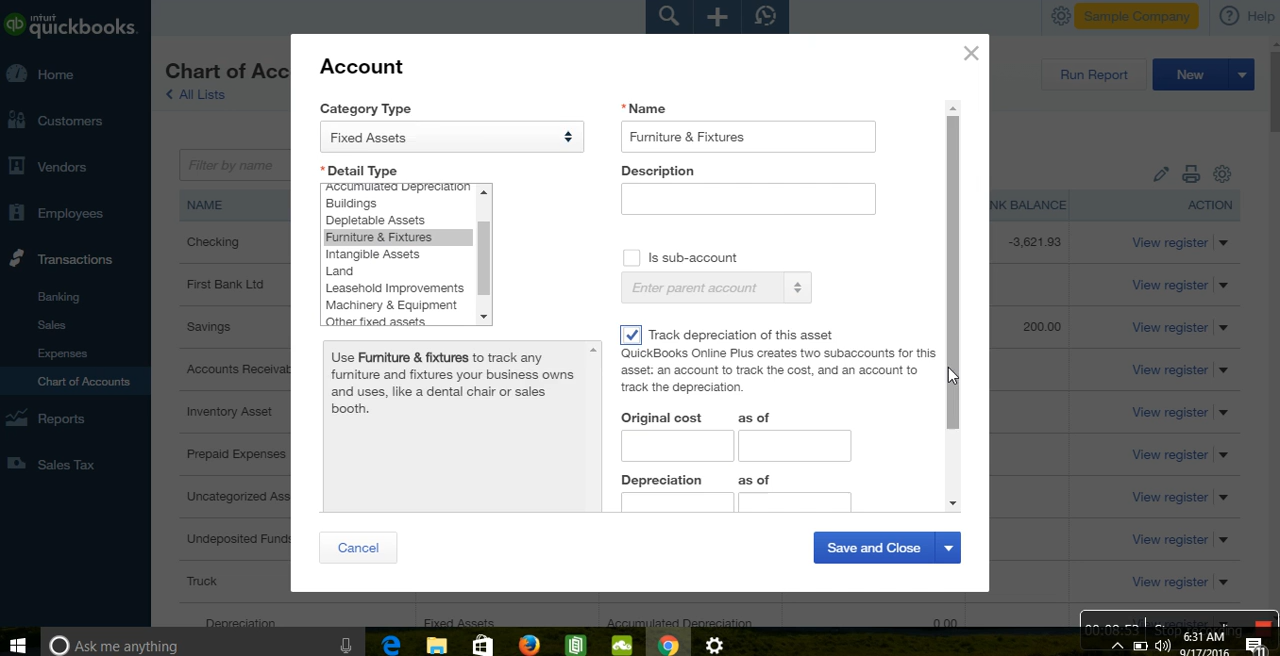 intuit
quickbooks.
Sample Company
Help
Home
Customers
Vendors
Employees
Transactions
Banking
Sales
Expenses
Chart of Accounts
Reports
Sales Tax
Chart of Acc
All Lists
Run Report
New
Filter by name
NAME
NK BALANCE
ACTION
Checking
-3,621.93
View register
First Bank Ltd
View register
Savings
200.00
View register
Accounts Receivab
View register
Inventory Asset
View register
Prepaid Expenses
View register
Uncategorized Ass
View register
Undeposited Funds
View register
Truck
View register
Depreciation
Fixed Assets
Accumulated Depreciation
0.00
Account
Category Type
Fixed Assets
* Detail Type
Accumulated Depreciation
Buildings
Depletable Assets
Furniture & Fixtures
Intangible Assets
Land
Leasehold Improvements
Machinery & Equipment
Other fixed assets
Use Furniture & fixtures to track any
furniture and fixtures your business owns
and uses, like a dental chair or sales
booth.
* Name
Furniture & Fixtures
Description
Is sub-account
Enter parent account
Track depreciation of this asset
QuickBooks Online Plus creates two subaccounts for this
asset: an account to track the cost, and an account to
track the depreciation.
Original cost as of
Depreciation as of
Cancel
Save and Close
Ask me anything
00:08:53
6:31 AM
9/17/2016